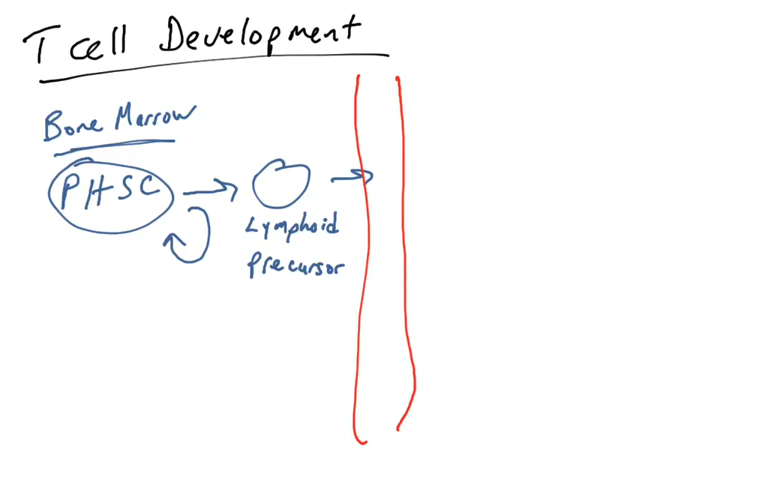 T cell Development
Bone Marrow
PHSC
Lymphoid
Precursor